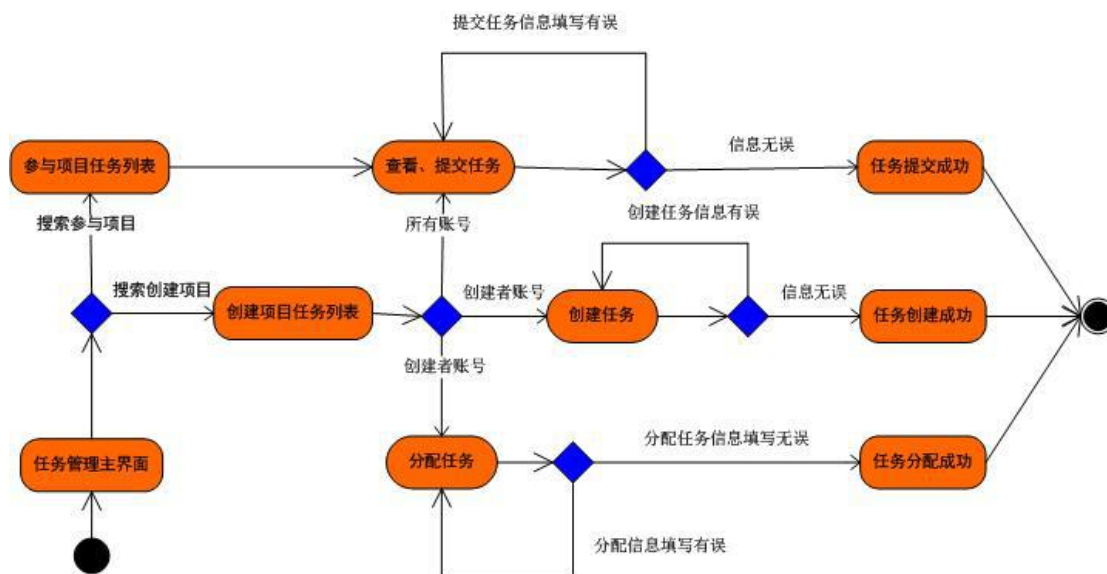 提交任务信息填写有误
信息无误
参与项目任务列表
查看、提交任务
任务提交成功
搜索参与项目
所有账号
创建任务信息有误
搜索创建项目
创建项目任务列表
创建者账号
创建任务
信息无误
任务创建成功
创建者账号
任务管理主界面
分配任务
分配任务信息填写无误
任务分配成功
分配信息填写有误